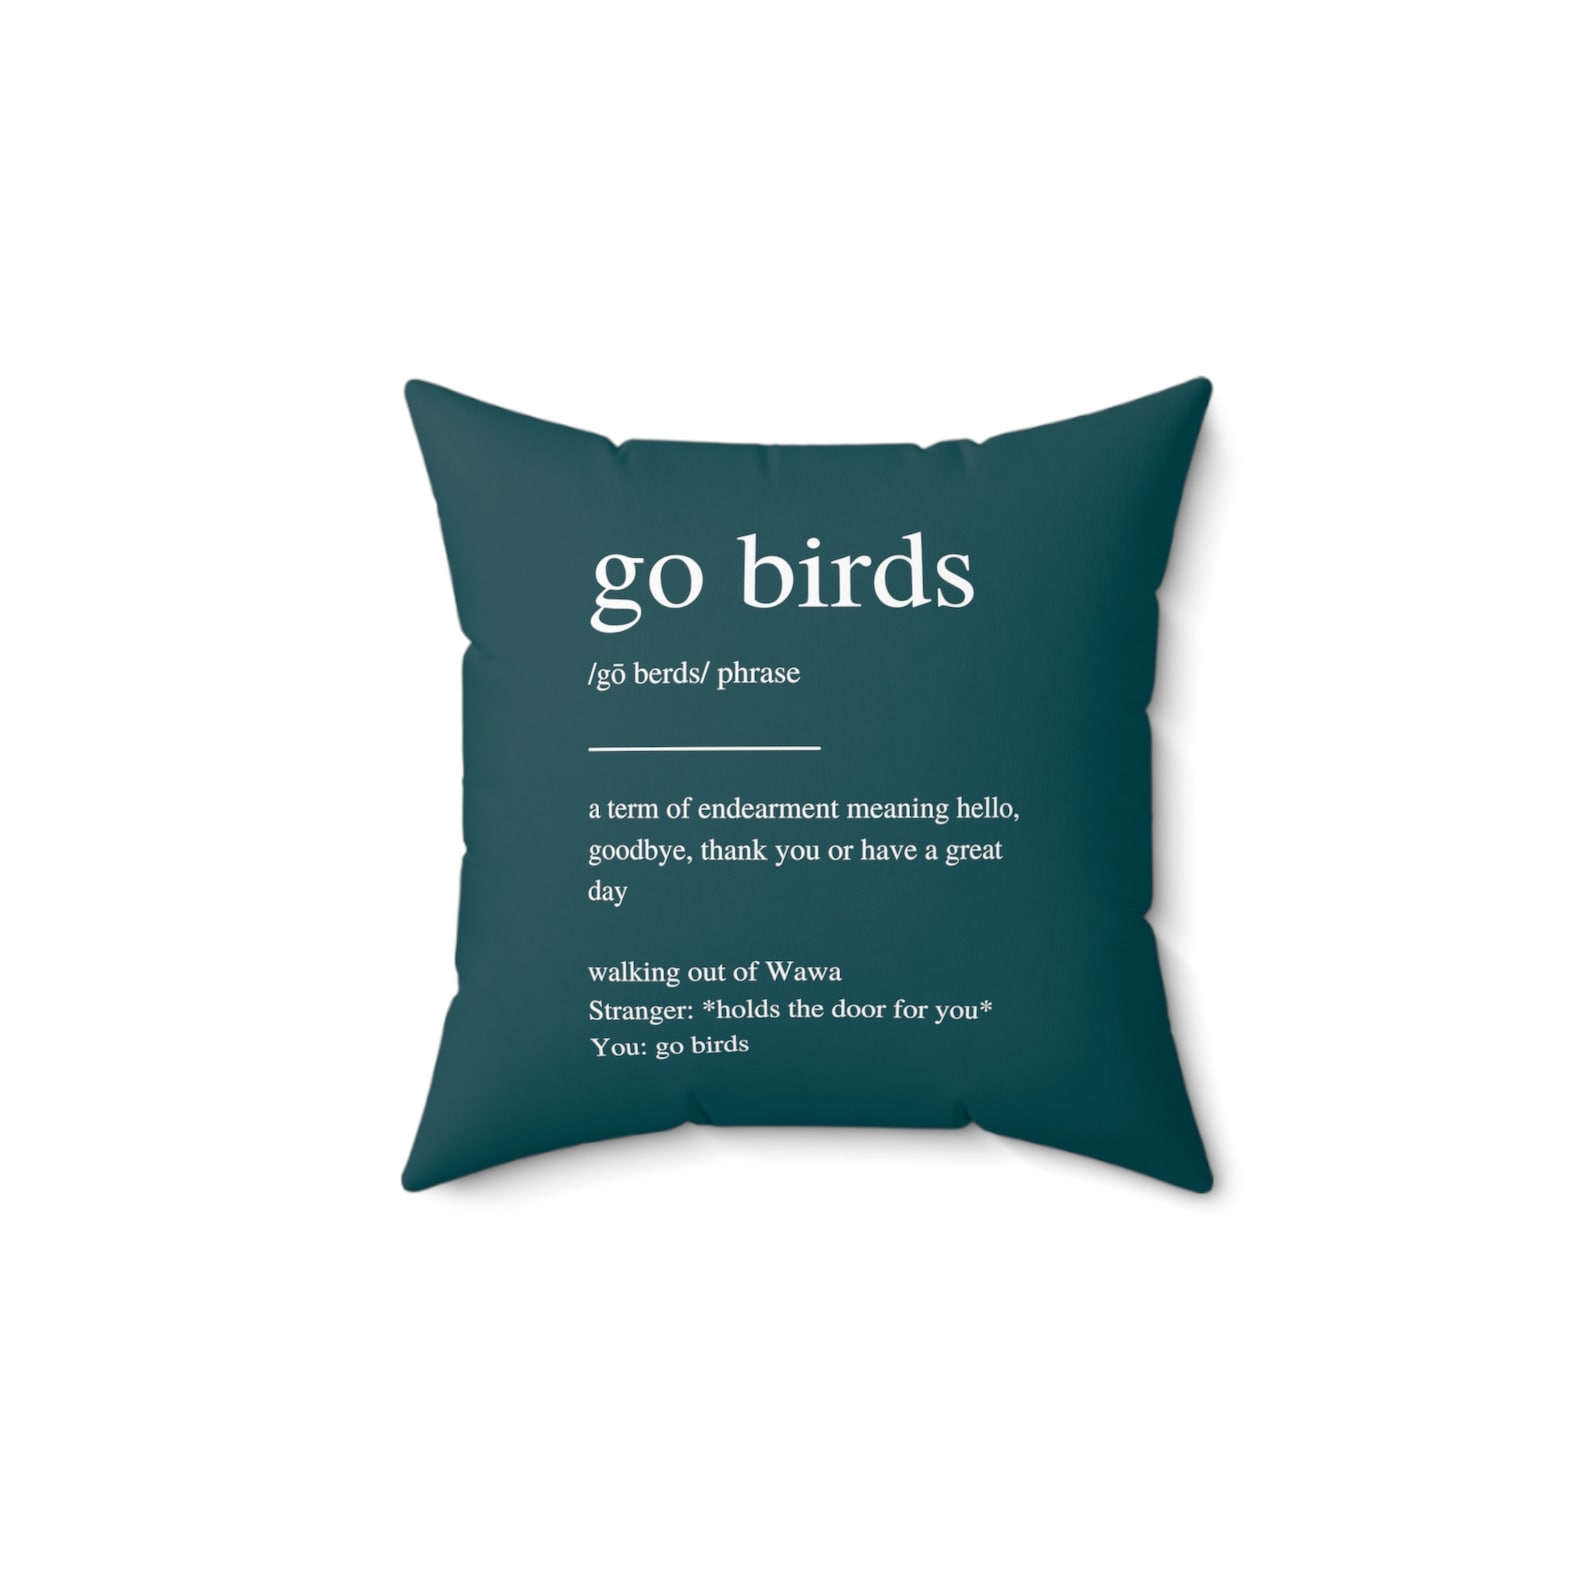 go birds
/gō berds/ phrase
a term of endearment meaning hello,
goodbye, thank you or have a great
day
walking out of Wawa
Stranger: *holds the door for you*
You: go birds